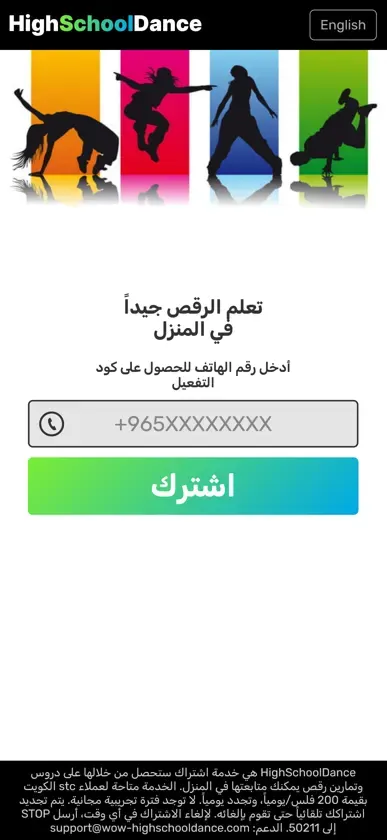 HighSchoolDance
English
تعلم الرقص جيداً
في المنزل
أدخل رقم الهاتف للحصول على كود
التفعيل
+965XXXXXXXX
اشترك
HighSchoolDance هي خدمة اشتراك ستحصل من خلالها على دروس
وتمارين رقص يمكنك متابعتها في المنزل. الخدمة متاحة لعملاء stc الكويت
بقيمة 200 فلس/يومياً، وتجدد يومياً. لا توجد فترة تجريبية مجانية. يتم تجديد
اشتراكك تلقائياً حتى تقوم بإلغائه. لإلغاء الاشتراك في أي وقت، أرسل STOP
إلى 50211. الدعم: support@wow-highschooldance.com